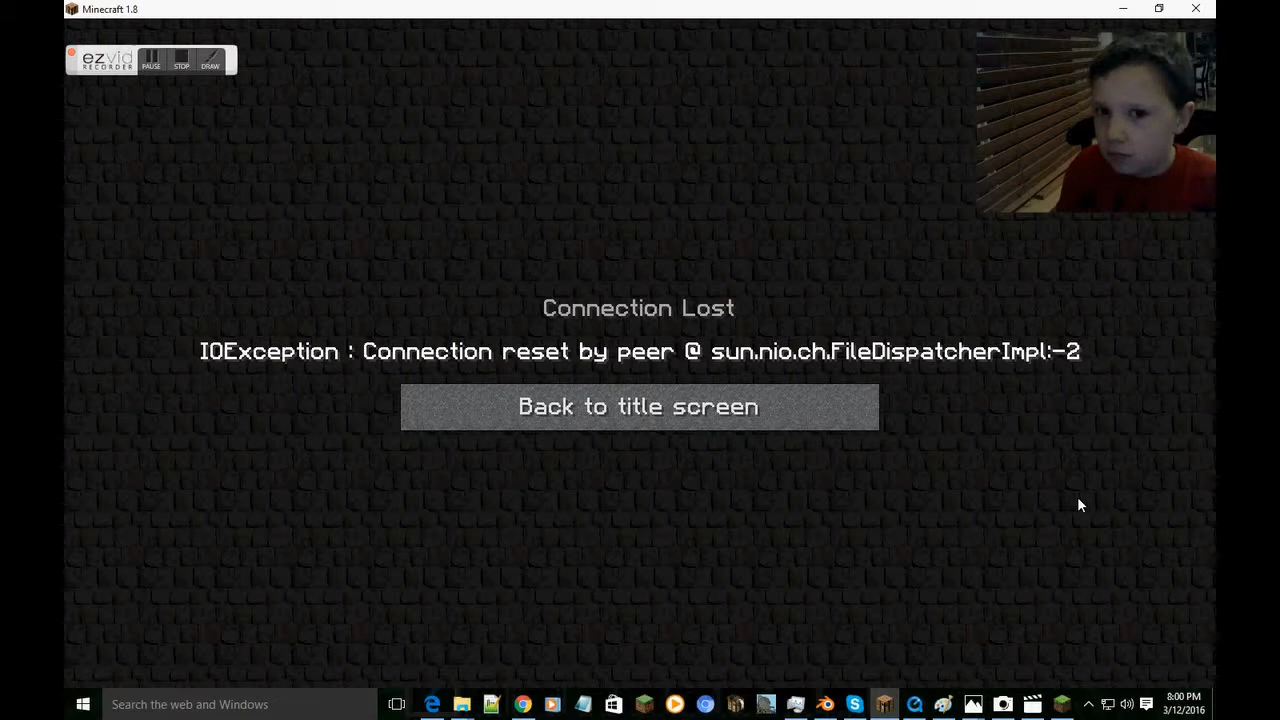 Minecraft 1.8
ezvid
RECORDER
PAUSE
STOP
DRAW
Connection Lost
IOException : Connection reset by peer @ sun.nio.ch.FileDispatcherImpl:-2
Back to title screen
Search the web and Windows
8:00 PM
3/12/2016